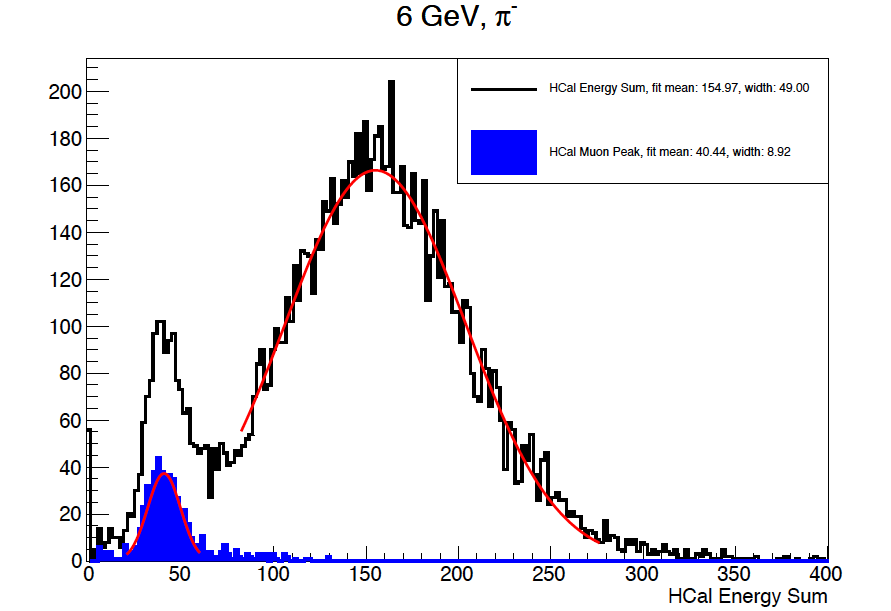 6 GeV, π-
HCal Energy Sum, fit mean: 154.97, width: 49.00
HCal Muon Peak, fit mean: 40.44, width: 8.92
200
180
160
140
120
100
80
60
40
20
0
0 50 100 150 200 250 300 350 400
HCal Energy Sum